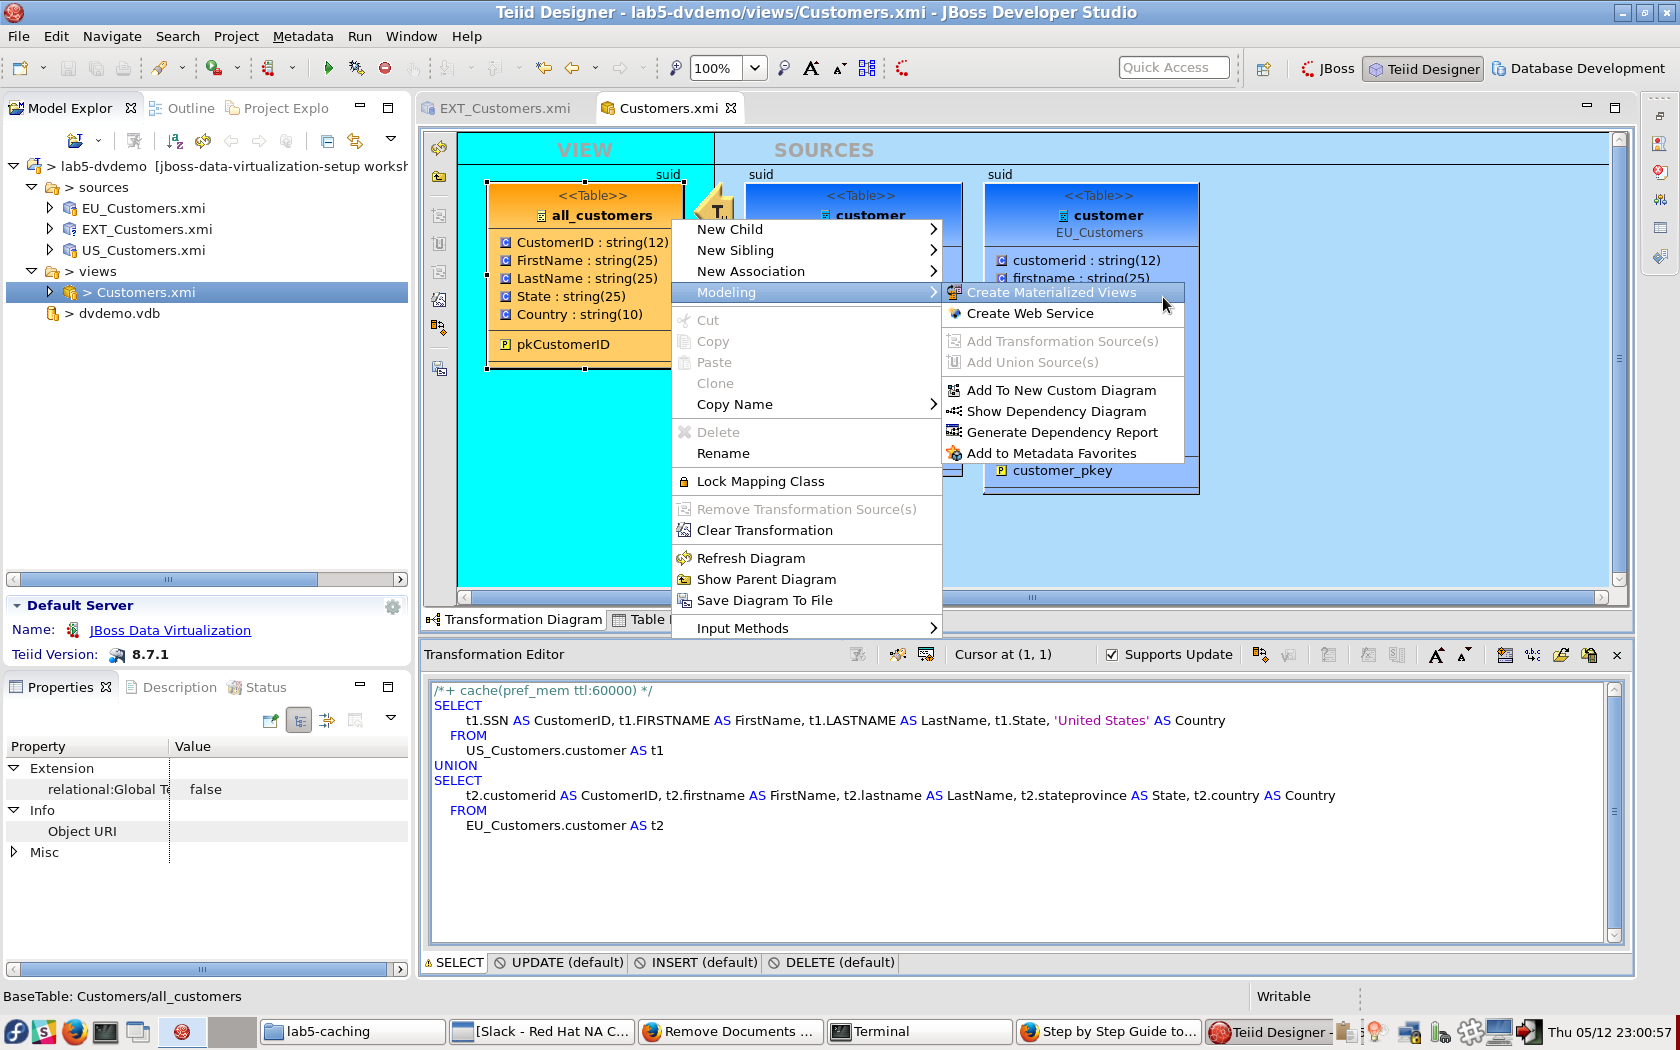 Teiid Designer - lab5-dvdemo/views/Customers.xmi - JBoss Developer Studio
File Edit Navigate Search Project Metadata Run Window Help
100%
Quick Access
JBoss
Teiid Designer
Database Development
Model Explor
Outline
Project Explo
> lab5-dvdemo [jboss-data-virtualization-setup worksh
> sources
EU_Customers.xmi
EXT_Customers.xmi
US_Customers.xmi
> views
> Customers.xmi
> dvdemo.vdb
Default Server
Name: JBoss Data Virtualization
Teiid Version: 8.7.1
Properties
Description
Status
Property Value
Extension
relational:Global Te false
Info
Object URI
Misc
EXT_Customers.xmi
Customers.xmi
VIEW
SOURCES
suid
<<Table>>
all_customers
CustomerID : string(12)
FirstName : string(25)
LastName : string(25)
State : string(25)
Country : string(10)
pkCustomerID
T
suid
<<Table>>
customer
suid
<<Table>>
customer
EU_Customers
customerid : string(12)
firstname : string(25)
customer_pkey
New Child
New Sibling
New Association
Modeling
Cut
Copy
Paste
Clone
Copy Name
Delete
Rename
Lock Mapping Class
Remove Transformation Source(s)
Clear Transformation
Refresh Diagram
Show Parent Diagram
Save Diagram To File
Input Methods
Create Materialized Views
Create Web Service
Add Transformation Source(s)
Add Union Source(s)
Add To New Custom Diagram
Show Dependency Diagram
Generate Dependency Report
Add to Metadata Favorites
Transformation Diagram
Table
Transformation Editor
Cursor at (1, 1)
Supports Update
/*+ cache(pref_mem ttl:60000) */
SELECT
t1.SSN AS CustomerID, t1.FIRSTNAME AS FirstName, t1.LASTNAME AS LastName, t1.State, 'United States' AS Country
FROM
US_Customers.customer AS t1
UNION
SELECT
t2.customerid AS CustomerID, t2.firstname AS FirstName, t2.lastname AS LastName, t2.stateprovince AS State, t2.country AS Country
FROM
EU_Customers.customer AS t2
SELECT
UPDATE (default)
INSERT (default)
DELETE (default)
BaseTable: Customers/all_customers
Writable
lab5-caching
[Slack - Red Hat NA C...
Remove Documents ...
Terminal
Step by Step Guide to...
Teiid Designer -
Thu 05/12 23:00:57